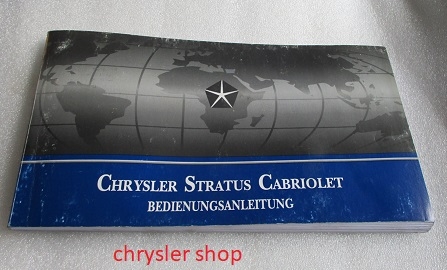 CHRYSLER STRATUS CABRIOLET
BEDIENUNGSANLEITUNG
chrysler shop